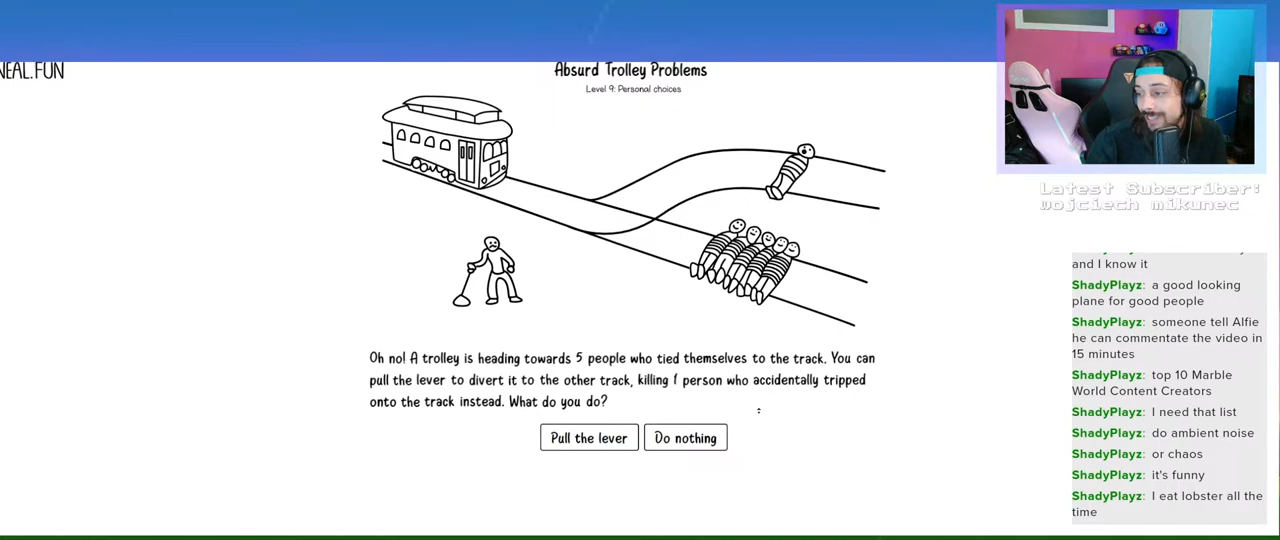 NEAL.FUN
Absurd Trolley Problems
Level 9: Personal choices
Oh no! A trolley is heading towards 5 people who tied themselves to the track. You can
pull the lever to divert it to the other track, killing 1 person who accidentally tripped
onto the track instead. What do you do?
Pull the lever
Do nothing
Latest Subscriber:
wojciech mikunec
and I know it
ShadyPlayz: a good looking
plane for good people
ShadyPlayz: someone tell Alfie
he can commentate the video in
15 minutes
ShadyPlayz: top 10 Marble
World Content Creators
ShadyPlayz: I need that list
ShadyPlayz: do ambient noise
ShadyPlayz: or chaos
ShadyPlayz: it's funny
ShadyPlayz: I eat lobster all the
time